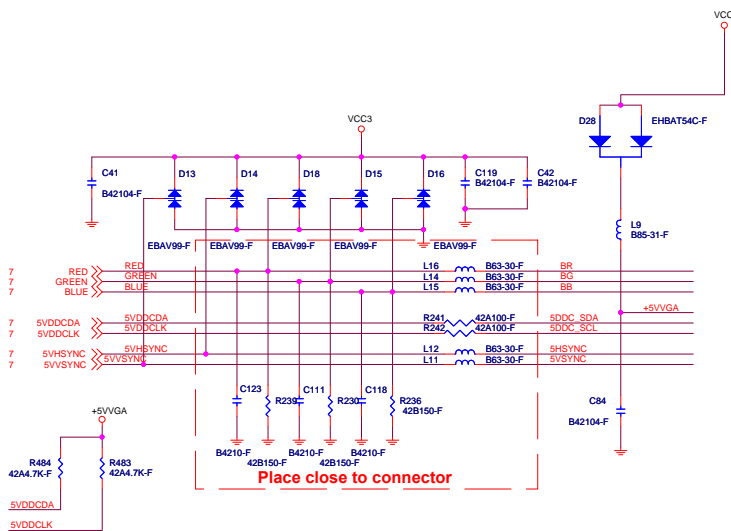 VCC
D28 EHBAT54C-F
VCC3
C41 D13 D14 D18 D15 D16 C119 C42
B42104-F B42104-F B42104-F
L9
B85-31-F
EBAV99-F EBAV99-F EBAV99-F EBAV99-F EBAV99-F
7 RED RED L16 B63-30-F BR
7 GREEN GREEN L14 B63-30-F BG
7 BLUE BLUE L15 B63-30-F BB
+5VVGA
7 5VDDCDA 5VDDCDA R241 42A100-F 5DDC_SDA
7 5VDDCLK 5VDDCLK R242 42A100-F 5DDC_SCL
7 5VHSYNC 5VHSYNC L12 B63-30-F 5HSYNC
7 5VVSYNC 5VVSYNC L11 B63-30-F 5VSYNC
C123 R239 C111 R230 C118 R236
42B150-F
C84
B42104-F
+5VVGA
B4210-F B4210-F B4210-F
42B150-F 42B150-F
R484 R483
42A4.7K-F 42A4.7K-F
Place close to connector
5VDDCDA
5VDDCLK